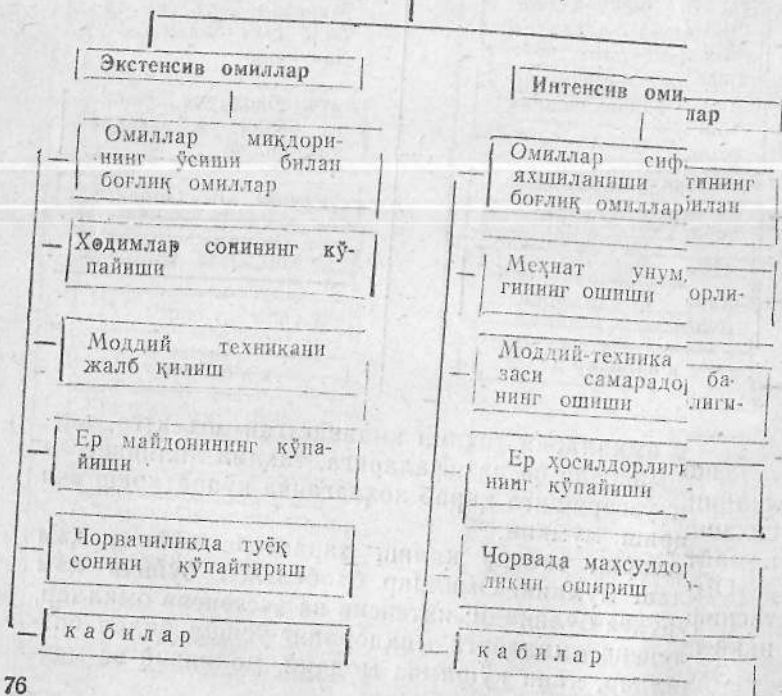 Экстенсив омиллар
Омиллар миқдори-
нинг ўсиши билан
боғлиқ омиллар
Ходимлар сонининг кў-
пайиши
Моддий техникани
жалб қилиш
Ер майдонининг кўпа-
йиши
Чорвачиликда туёқ
сонини кўпайтириш
кабилар
Интенсив оми
лар
Омиллар сиф
яхшиланиши тининг
боғлиқ омиллар билан
Меҳнат унум
гининг ошиши орли-
Моддий-техника ба-
заси самарадо лиги-
нинг ошиши
Ер ҳосилдорлиги
нинг кўпайиши
Чорвада маҳсулдор
ликни ошириш
кабилар
76